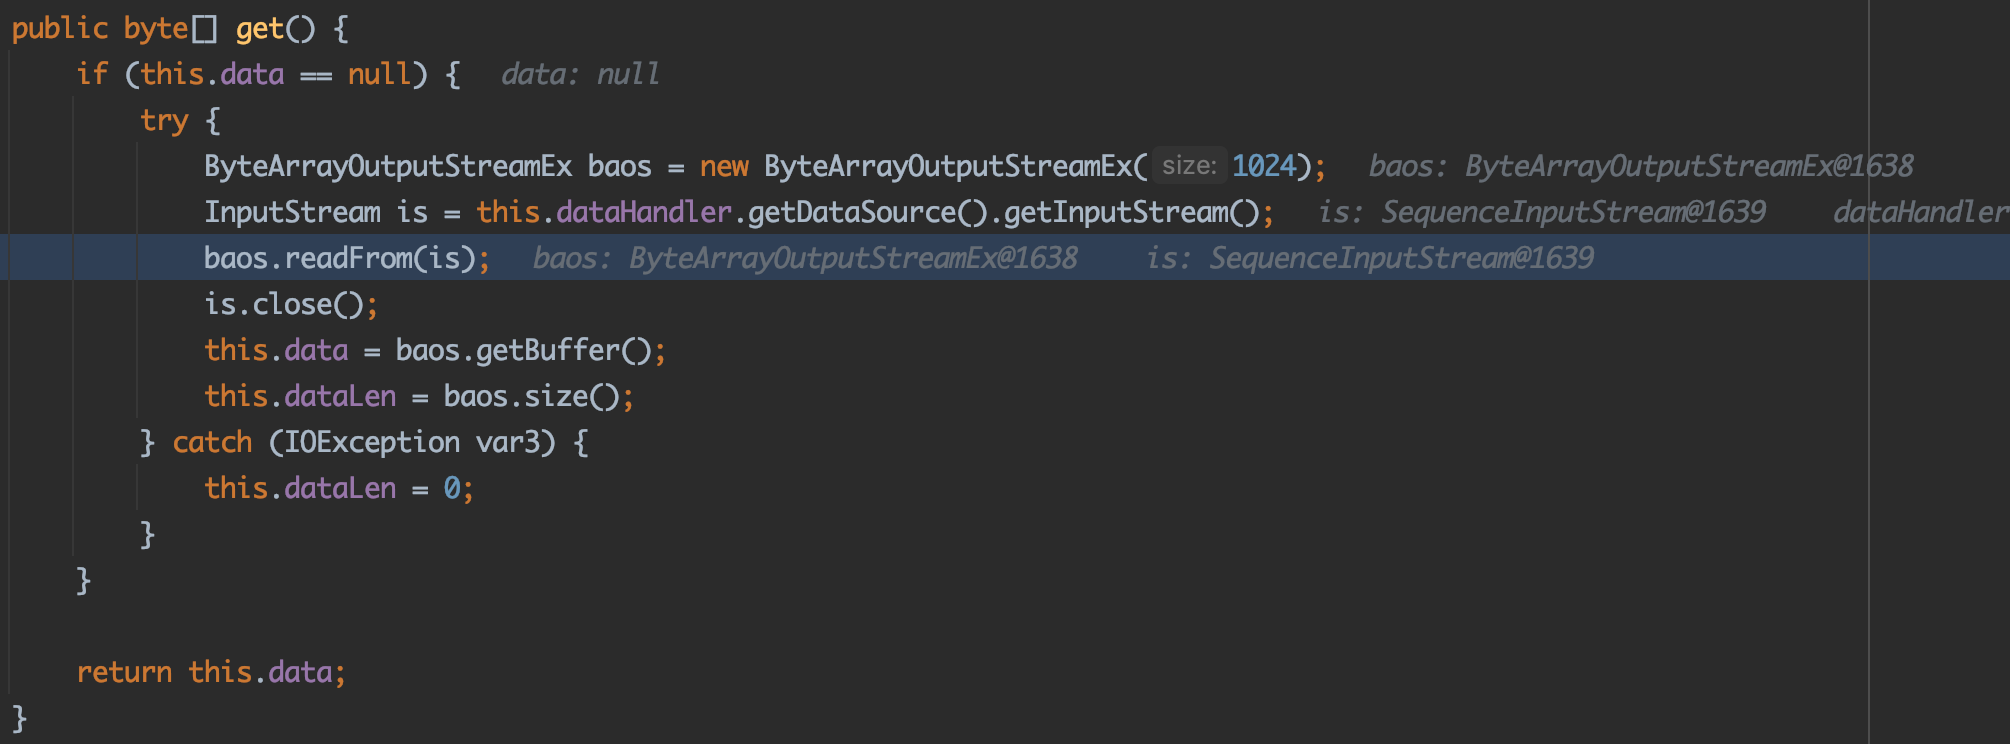 public byte[] get() {
if (this.data == null) { data: null
try {
ByteArrayOutputStreamEx baos = new ByteArrayOutputStreamEx( size: 1024); baos: ByteArrayOutputStreamEx@1638
InputStream is = this.dataHandler.getDataSource().getInputStream(); is: SequenceInputStream@1639 dataHandler
baos.readFrom(is); baos: ByteArrayOutputStreamEx@1638 is: SequenceInputStream@1639
is.close();
this.data = baos.getBuffer();
this.dataLen = baos.size();
} catch (IOException var3) {
this.dataLen = 0;
}
}
return this.data;
}